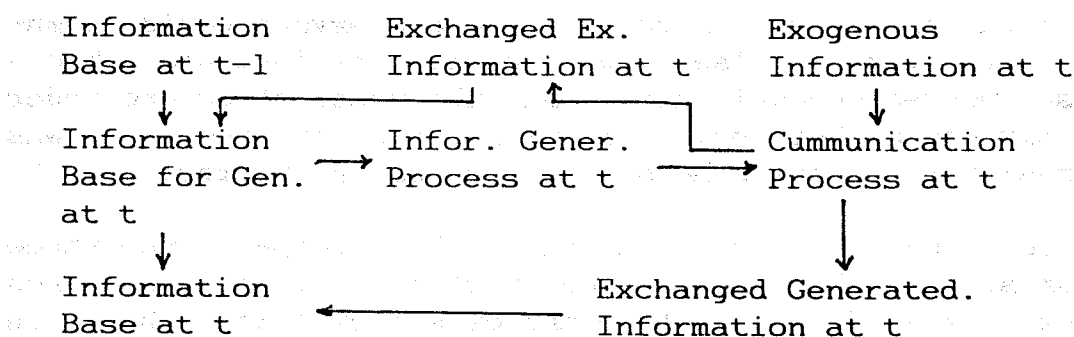 Information
Base at t-1
Exchanged Ex.
Information at t
Exogenous
Information at t
Information
Base for Gen.
at t
Infor. Gener.
Process at t
Cummunication
Process at t
Information
Base at t
Exchanged Generated.
Information at t